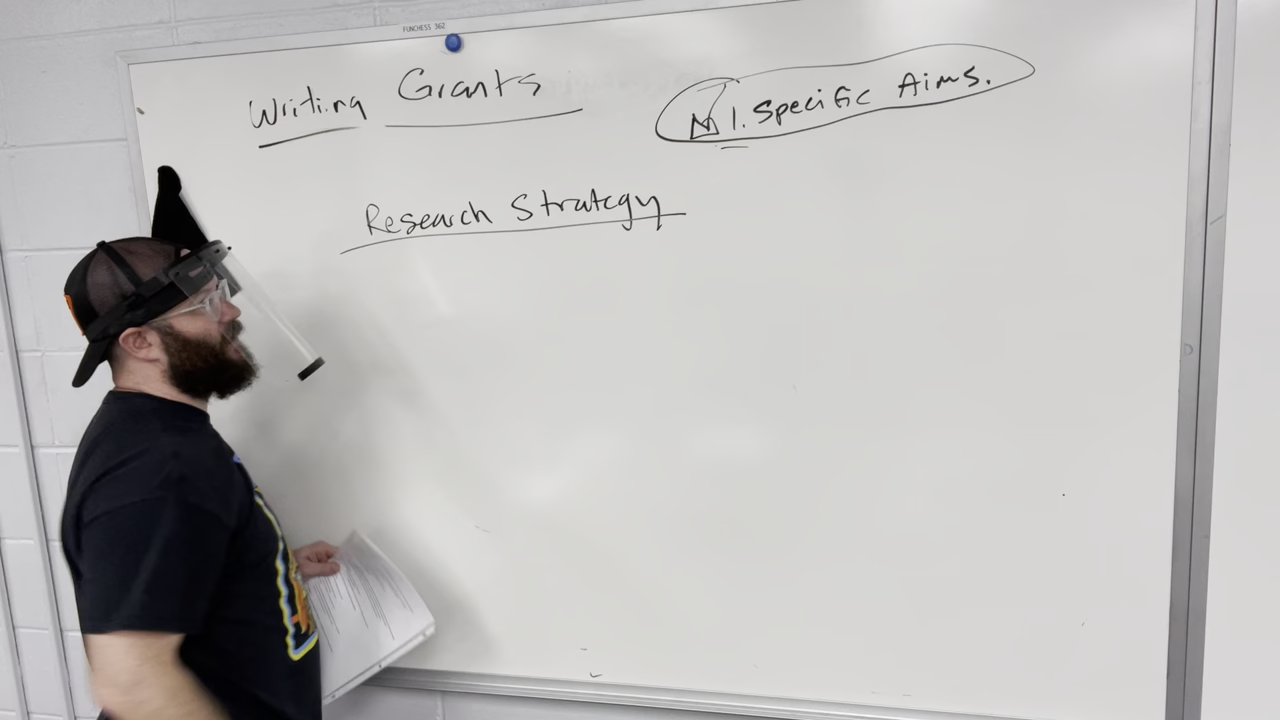 FUNCHESS 362
Writing Grants
1. Specific Aims.
Research Strategy